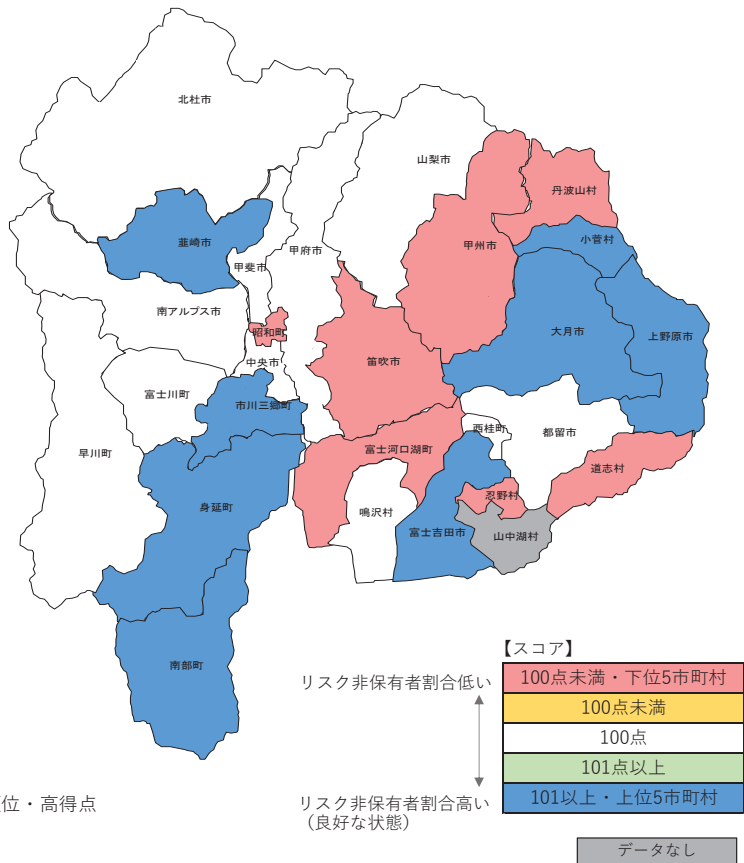 北杜市
山梨市
丹波山村
韮崎市
甲府市
甲州市
小菅村
甲斐市
南アルプス市
昭和町
大月市
上野原市
中央市
笛吹市
富士川町
市川三郷町
西桂町
都留市
早川町
富士河口湖町
道志村
身延町
鳴沢村
忍野村
富士吉田市
山中湖村
南部町
【スコア】
リスク非保有者割合低い
100点未満・下位5市町村
100点未満
100点
101点以上
位・高得点
リスク非保有者割合高い
(良好な状態)
101以上・上位5市町村
データなし